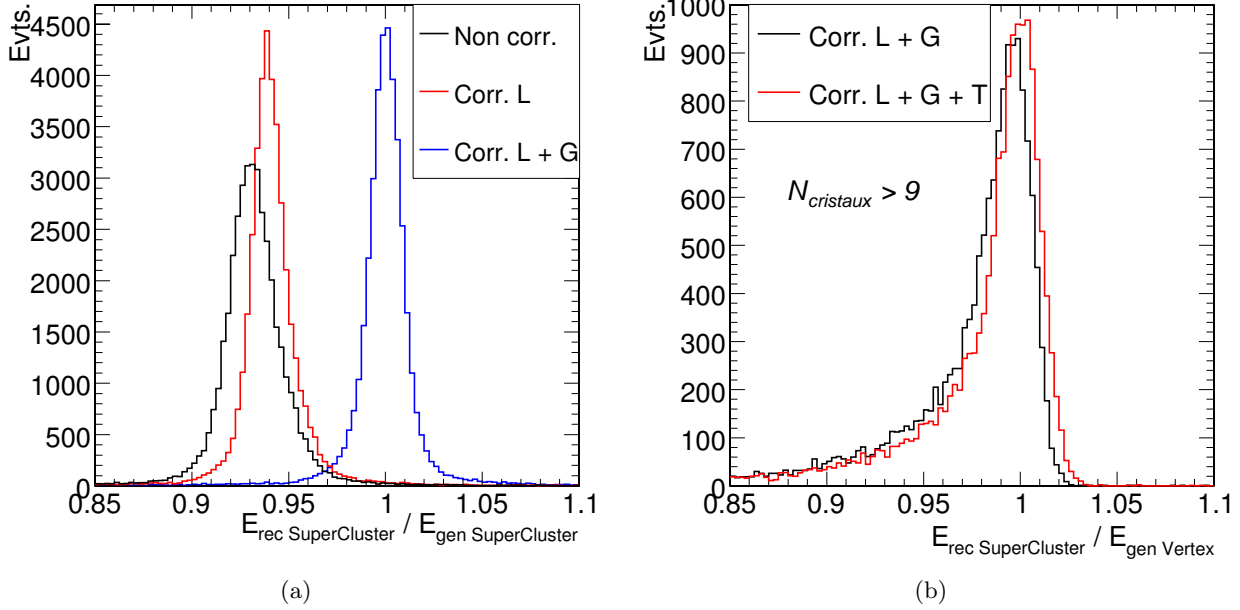 Evts.
4500
4000
3500
3000
2500
2000
1500
1000
500
0
0.85 0.9 0.95 1 1.05 1.1
E_rec SuperCluster / E_gen SuperCluster
Non corr.
Corr. L
Corr. L + G
(a)
Evts.
1000
900
800
700
600
500
400
300
200
100
0
0.85 0.9 0.95 1 1.05 1.1
E_rec SuperCluster / E_gen Vertex
Corr. L + G
Corr. L + G + T
N_cristaux > 9
(b)